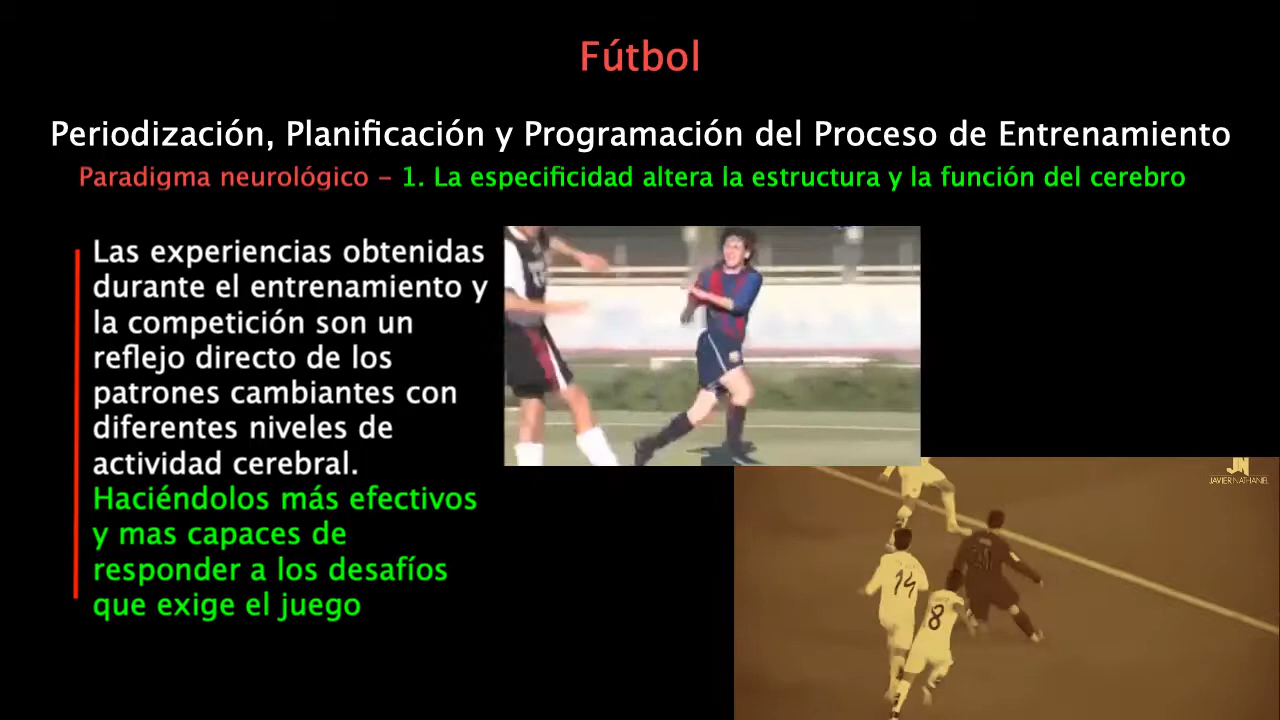 Fútbol
Periodización, Planificación y Programación del Proceso de Entrenamiento
Paradigma neurológico – 1. La especificidad altera la estructura y la función del cerebro
Las experiencias obtenidas
durante el entrenamiento y
la competición son un
reflejo directo de los
patrones cambiantes con
diferentes niveles de
actividad cerebral.
Haciéndolos más efectivos
y mas capaces de
responder a los desafíos
que exige el juego
JN
JAVIER NATHANIEL
14
8